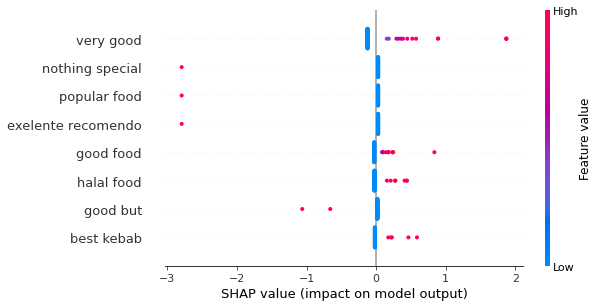 High
very good
nothing special
popular food
exelente recomendo
good food
halal food
good but
best kebab
Feature value
Low
−3 −2 −1 0 1 2
SHAP value (impact on model output)